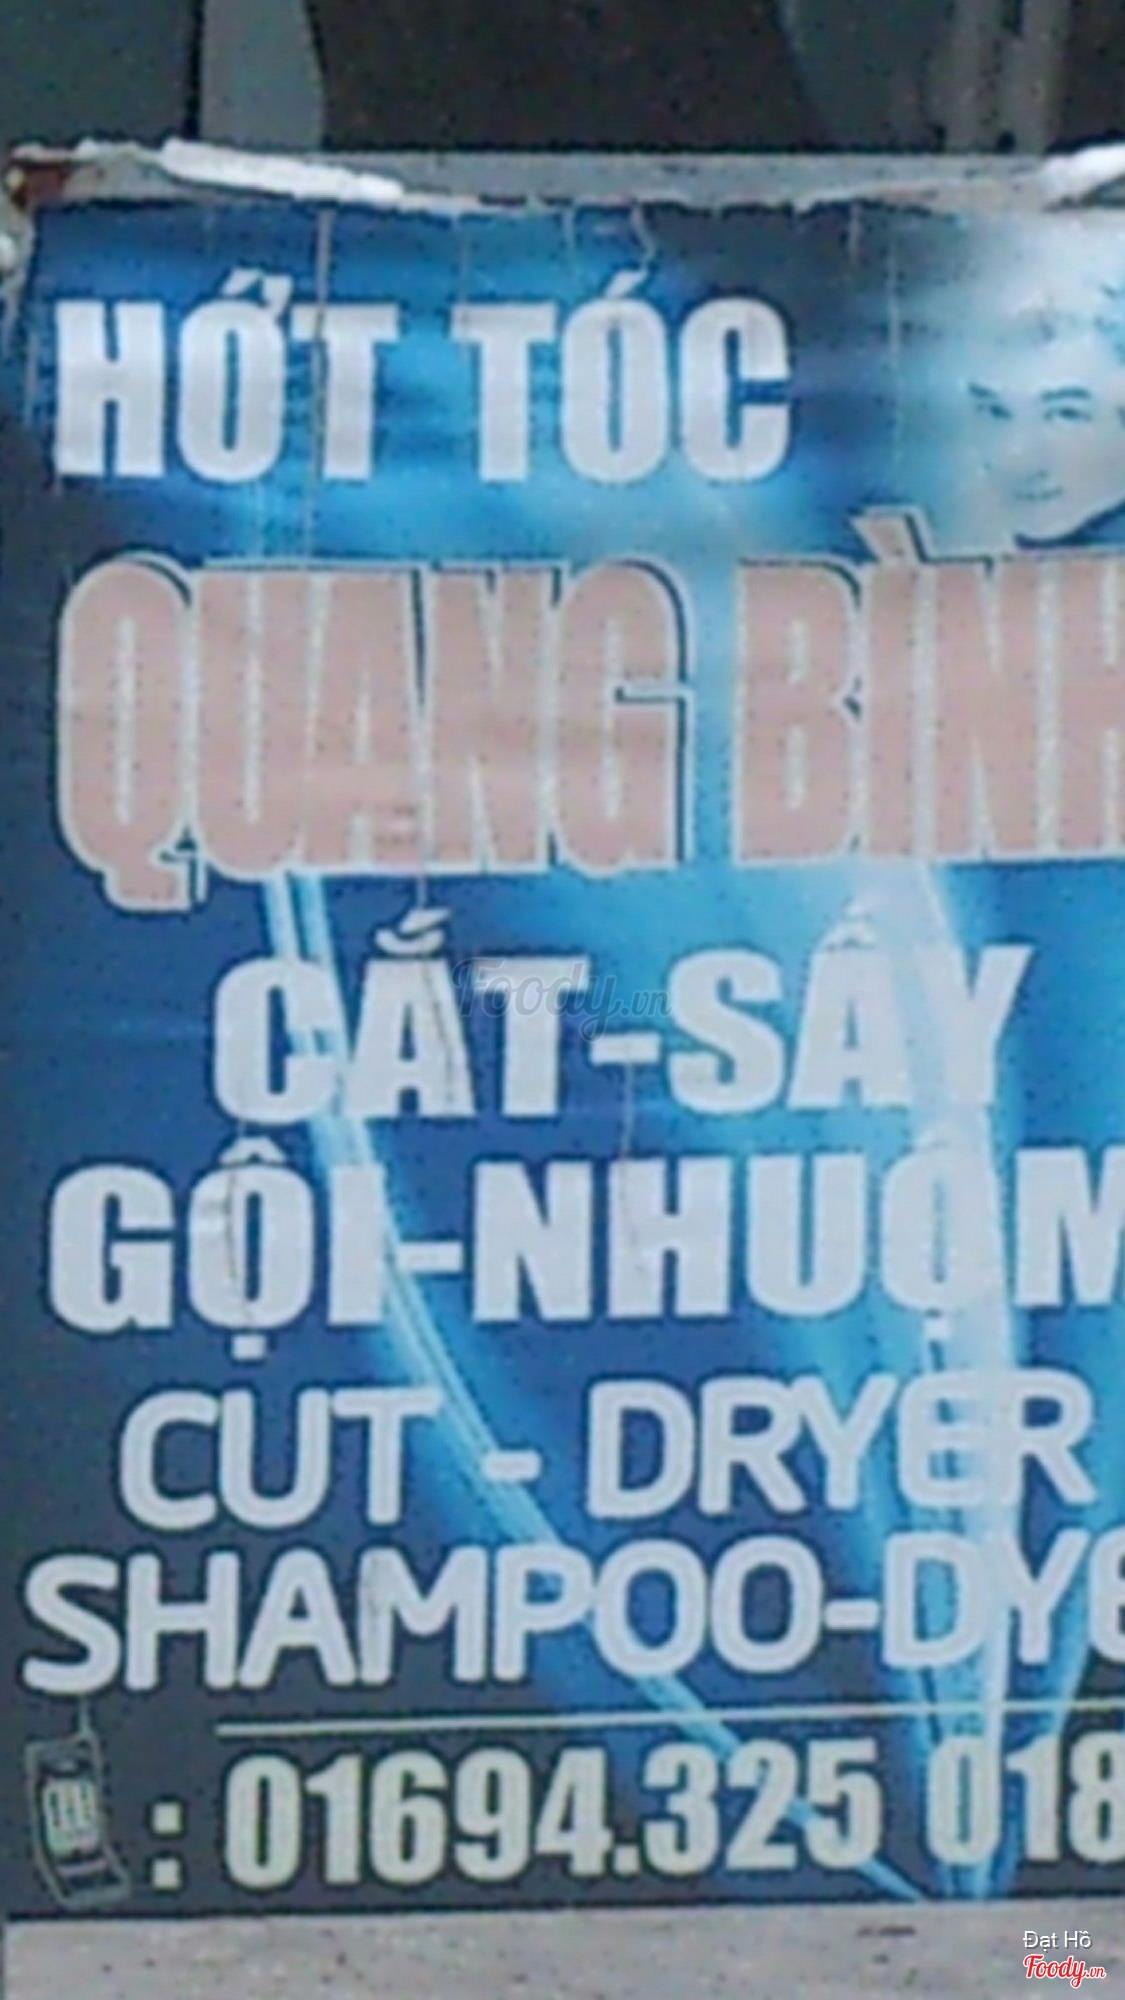 HỚT TÓC
QUANG BÌNH
CẮT-SẤY
GỘI-NHUỘM
CUT - DRYER
SHAMPOO-DYE
: 01694.325 018
Foody.vn
Đạt Hồ
Foody.vn